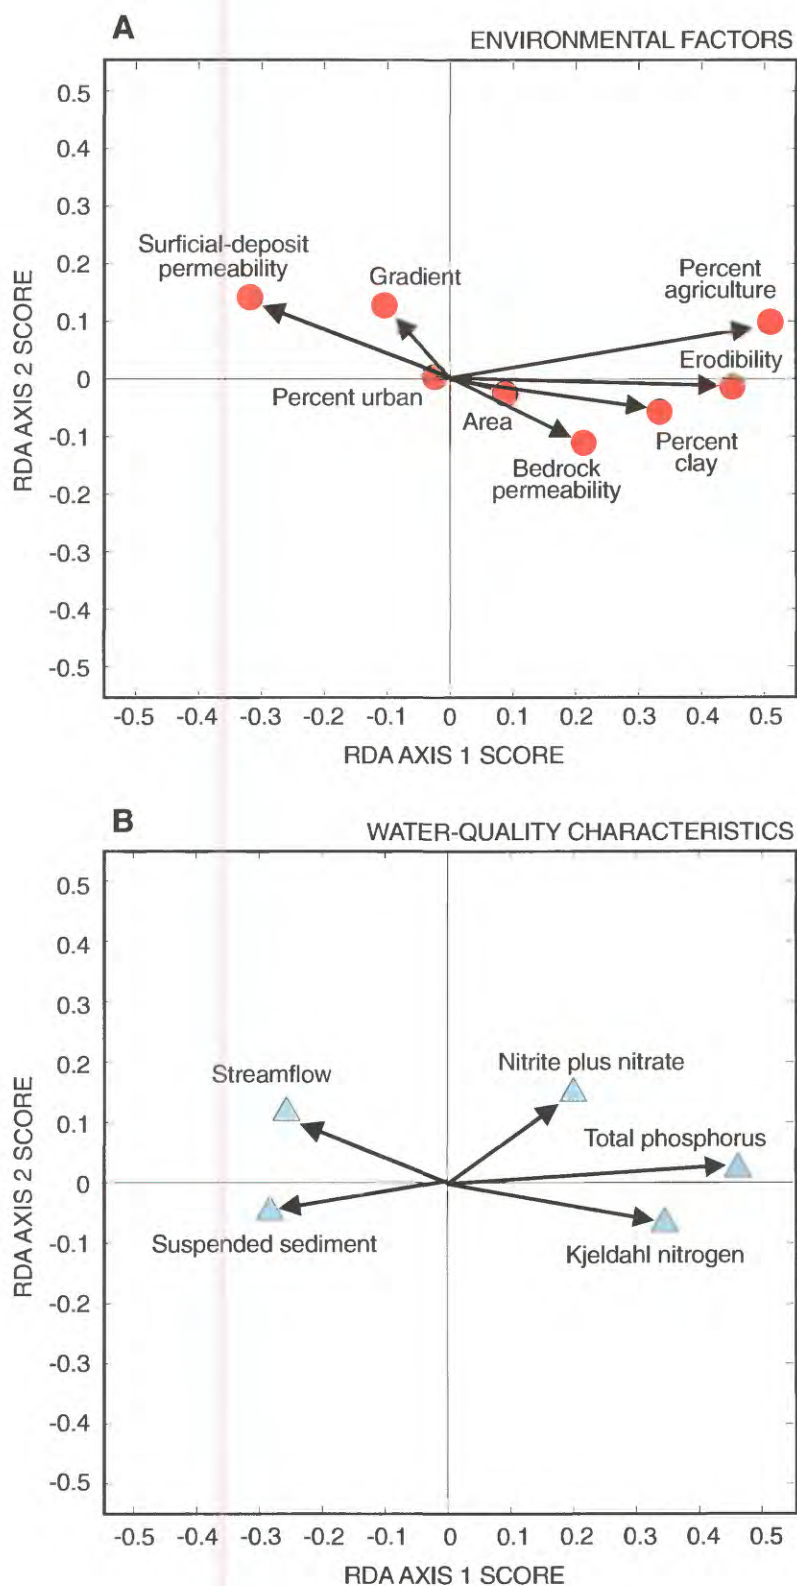 A
ENVIRONMENTAL FACTORS
0.5
0.4
0.3
0.2
0.1
0
-0.1
-0.2
-0.3
-0.4
-0.5
RDA AXIS 2 SCORE
Surficial-deposit
permeability
Gradient
Percent
agriculture
Erodibility
Percent urban
Area
Percent
clay
Bedrock
permeability
-0.5 -0.4 -0.3 -0.2 -0.1 0 0.1 0.2 0.3 0.4 0.5
RDA AXIS 1 SCORE
B
WATER-QUALITY CHARACTERISTICS
0.5
0.4
0.3
0.2
0.1
0
-0.1
-0.2
-0.3
-0.4
-0.5
RDA AXIS 2 SCORE
Streamflow
Nitrite plus nitrate
Total phosphorus
Suspended sediment
Kjeldahl nitrogen
-0.5 -0.4 -0.3 -0.2 -0.1 0 0.1 0.2 0.3 0.4 0.5
RDA AXIS 1 SCORE